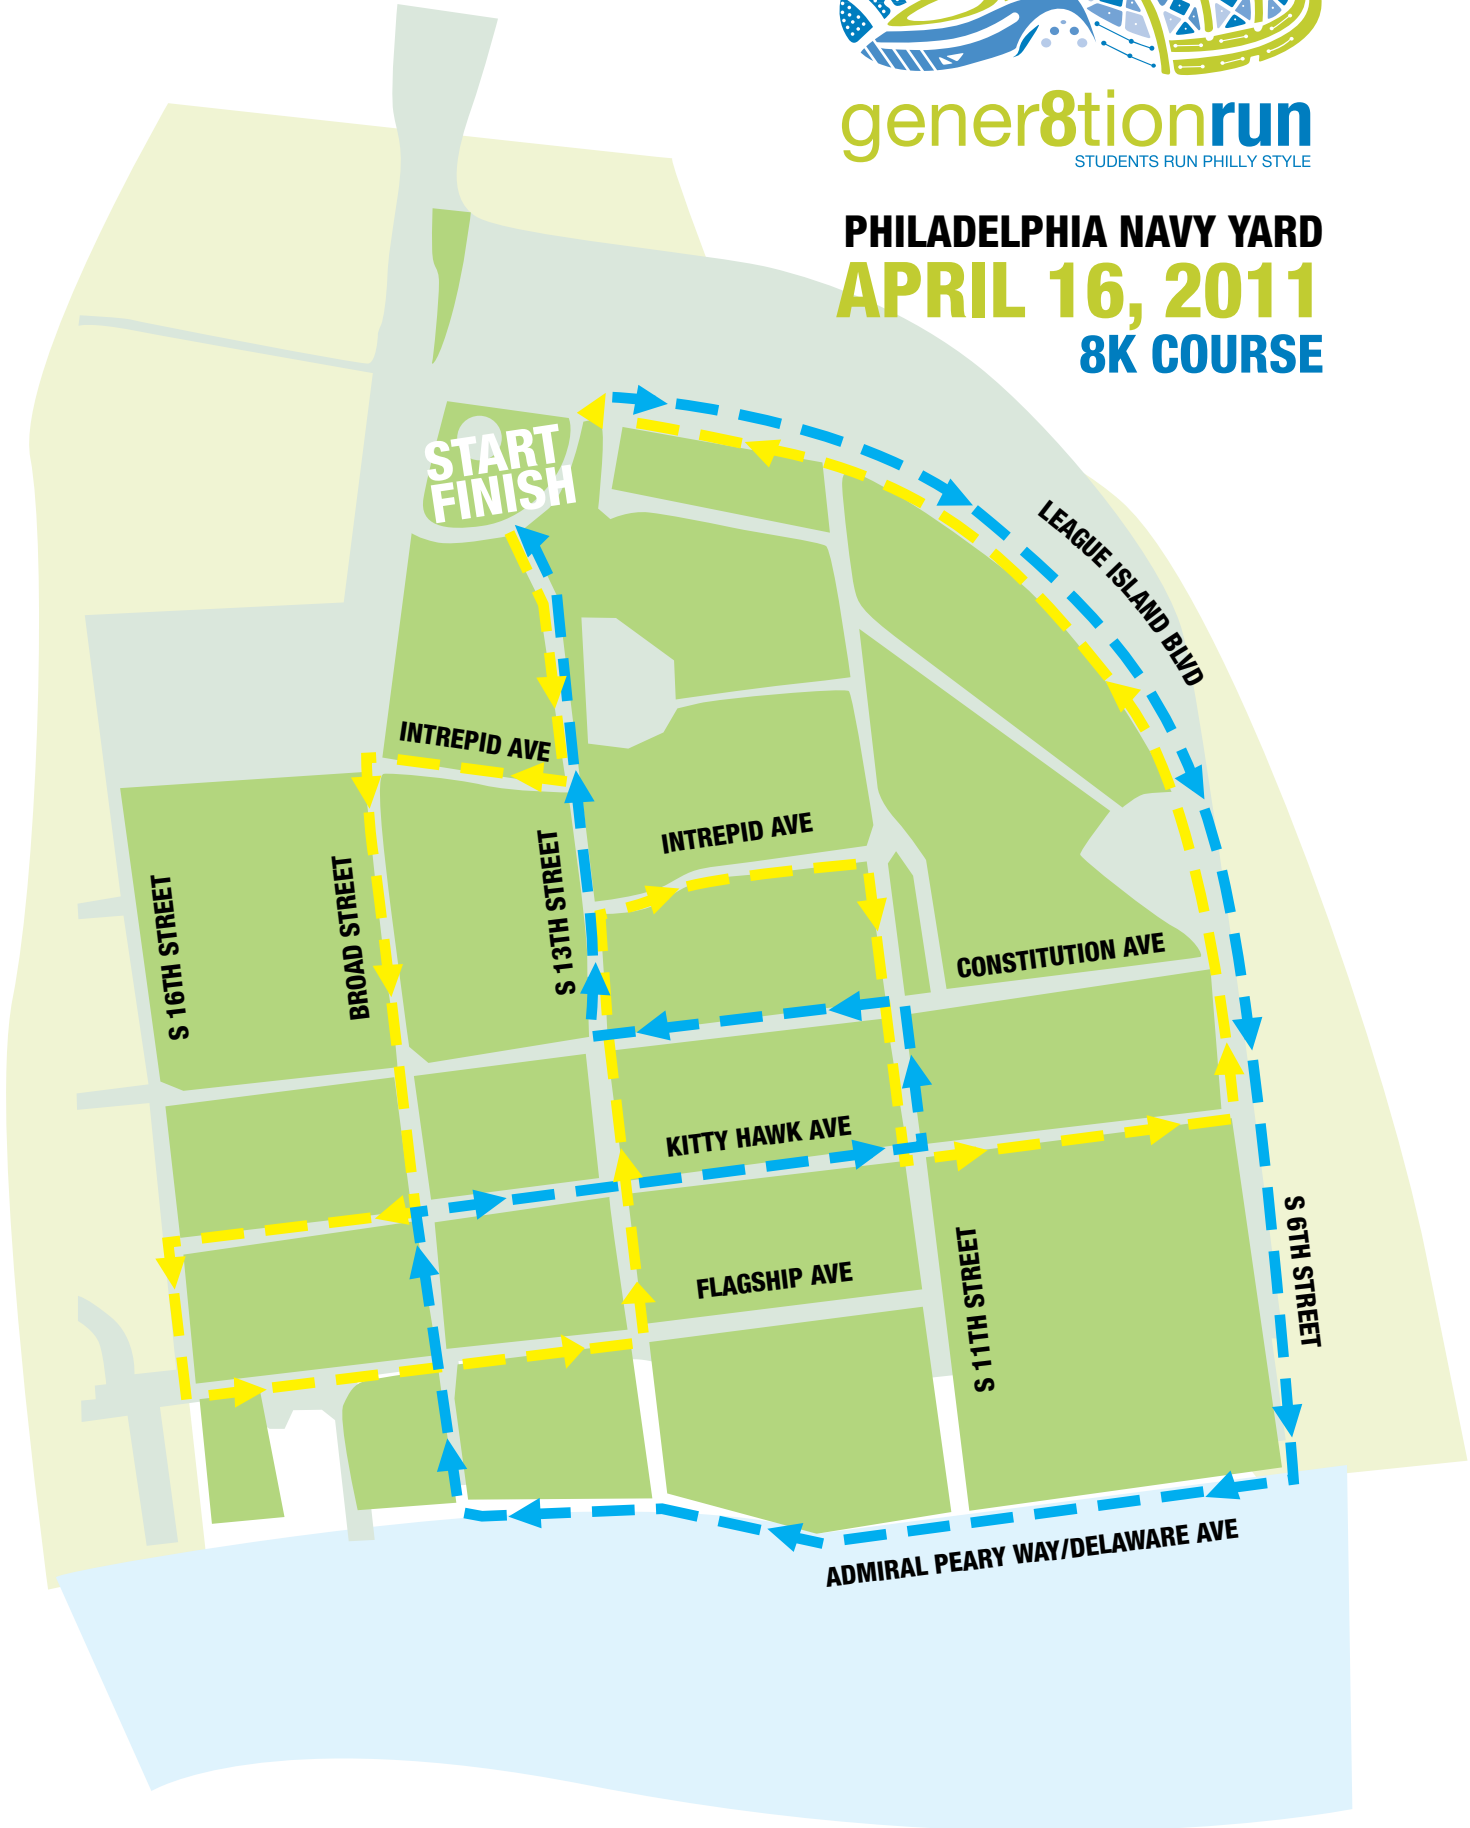 gener8tionrun
STUDENTS RUN PHILLY STYLE
PHILADELPHIA NAVY YARD
APRIL 16, 2011
8K COURSE
START
FINISH
LEAGUE ISLAND BLVD
INTREPID AVE
INTREPID AVE
S 16TH STREET
BROAD STREET
S 13TH STREET
CONSTITUTION AVE
KITTY HAWK AVE
FLAGSHIP AVE
S 11TH STREET
S 6TH STREET
ADMIRAL PEARY WAY/DELAWARE AVE